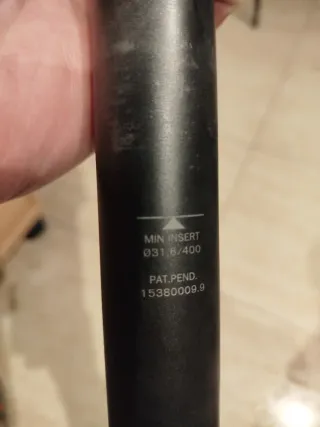 MIN INSERT
Ø31,6/400
PAT.PEND.
15380009.9